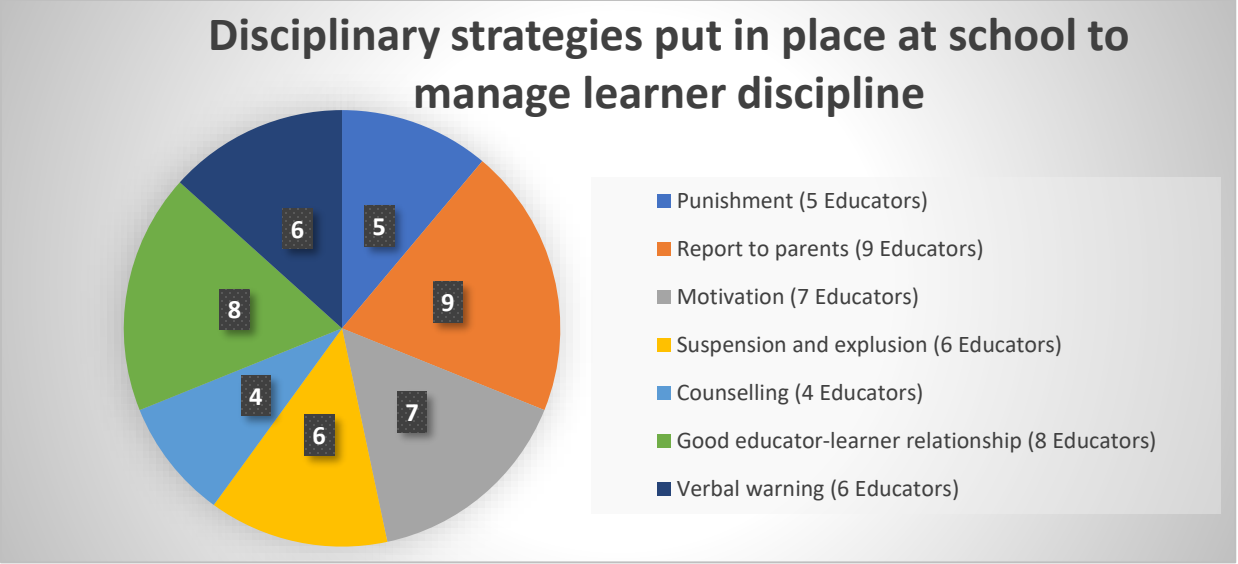 Disciplinary strategies put in place at school to
manage learner discipline
6
5
9
8
4
7
6
Punishment (5 Educators)
Report to parents (9 Educators)
Motivation (7 Educators)
Suspension and explusion (6 Educators)
Counselling (4 Educators)
Good educator-learner relationship (8 Educators)
Verbal warning (6 Educators)